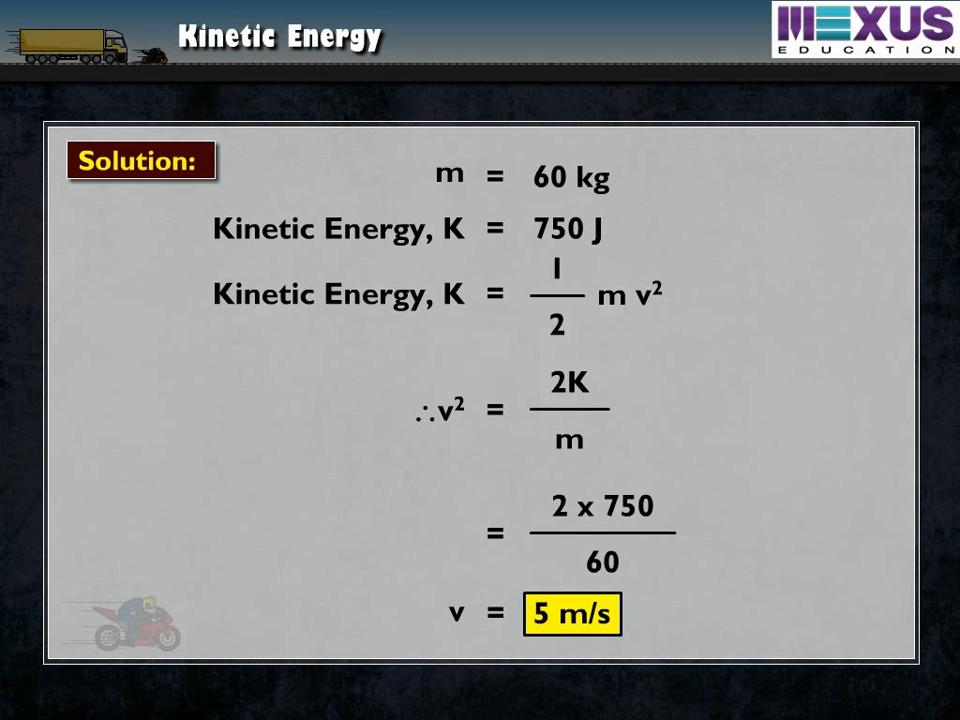 Kinetic Energy
MEXUS
EDUCATION
Solution:
m = 60 kg
Kinetic Energy, K = 750 J
Kinetic Energy, K = 1/2 m v²
∴v² = 2K/m
= 2 x 750/60
v = 5 m/s